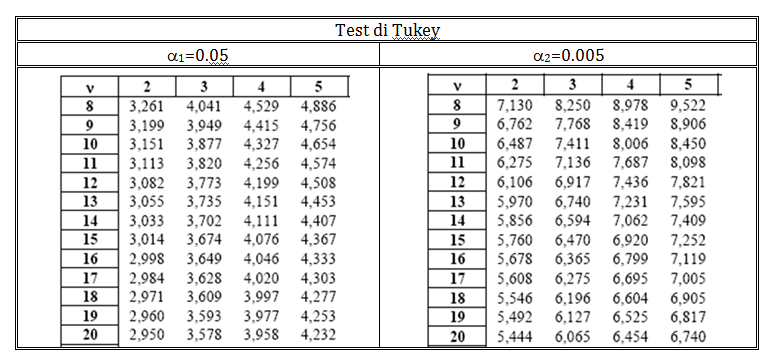 Test di Tukey
α1=0.05 α2=0.005
ν 2 3 4 5 ν 2 3 4 5
8 3,261 4,041 4,529 4,886 8 7,130 8,250 8,978 9,522
9 3,199 3,949 4,415 4,756 9 6,762 7,768 8,419 8,906
10 3,151 3,877 4,327 4,654 10 6,487 7,411 8,006 8,450
11 3,113 3,820 4,256 4,574 11 6,275 7,136 7,687 8,098
12 3,082 3,773 4,199 4,508 12 6,106 6,917 7,436 7,821
13 3,055 3,735 4,151 4,453 13 5,970 6,740 7,231 7,595
14 3,033 3,702 4,111 4,407 14 5,856 6,594 7,062 7,409
15 3,014 3,674 4,076 4,367 15 5,760 6,470 6,920 7,252
16 2,998 3,649 4,046 4,333 16 5,678 6,365 6,799 7,119
17 2,984 3,628 4,020 4,303 17 5,608 6,275 6,695 7,005
18 2,971 3,609 3,997 4,277 18 5,546 6,196 6,604 6,905
19 2,960 3,593 3,977 4,253 19 5,492 6,127 6,525 6,817
20 2,950 3,578 3,958 4,232 20 5,444 6,065 6,454 6,740